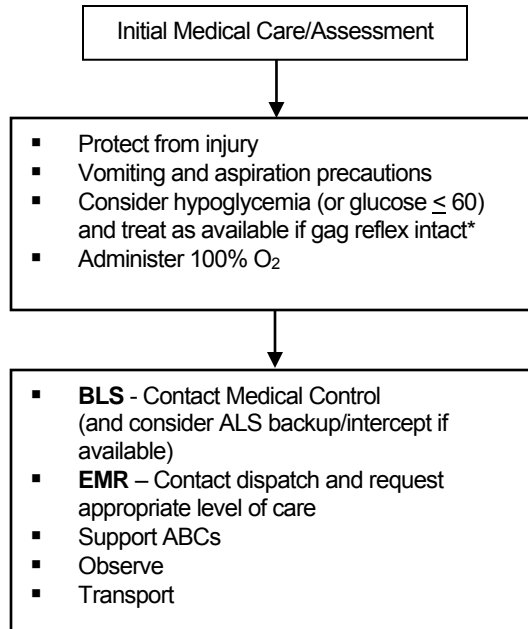 Initial Medical Care/Assessment
▪ Protect from injury
▪ Vomiting and aspiration precautions
▪ Consider hypoglycemia (or glucose ≤ 60)
and treat as available if gag reflex intact*
▪ Administer 100% O₂
▪ BLS - Contact Medical Control
(and consider ALS backup/intercept if
available)
▪ EMR – Contact dispatch and request
appropriate level of care
▪ Support ABCs
▪ Observe
▪ Transport